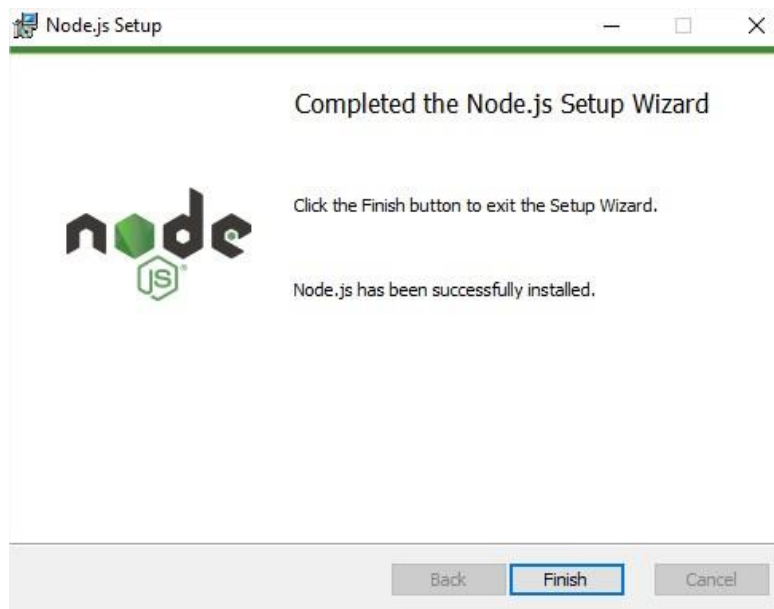 Node.js Setup
Completed the Node.js Setup Wizard
Click the Finish button to exit the Setup Wizard.
node
JS
Node.js has been successfully installed.
Back Finish Cancel